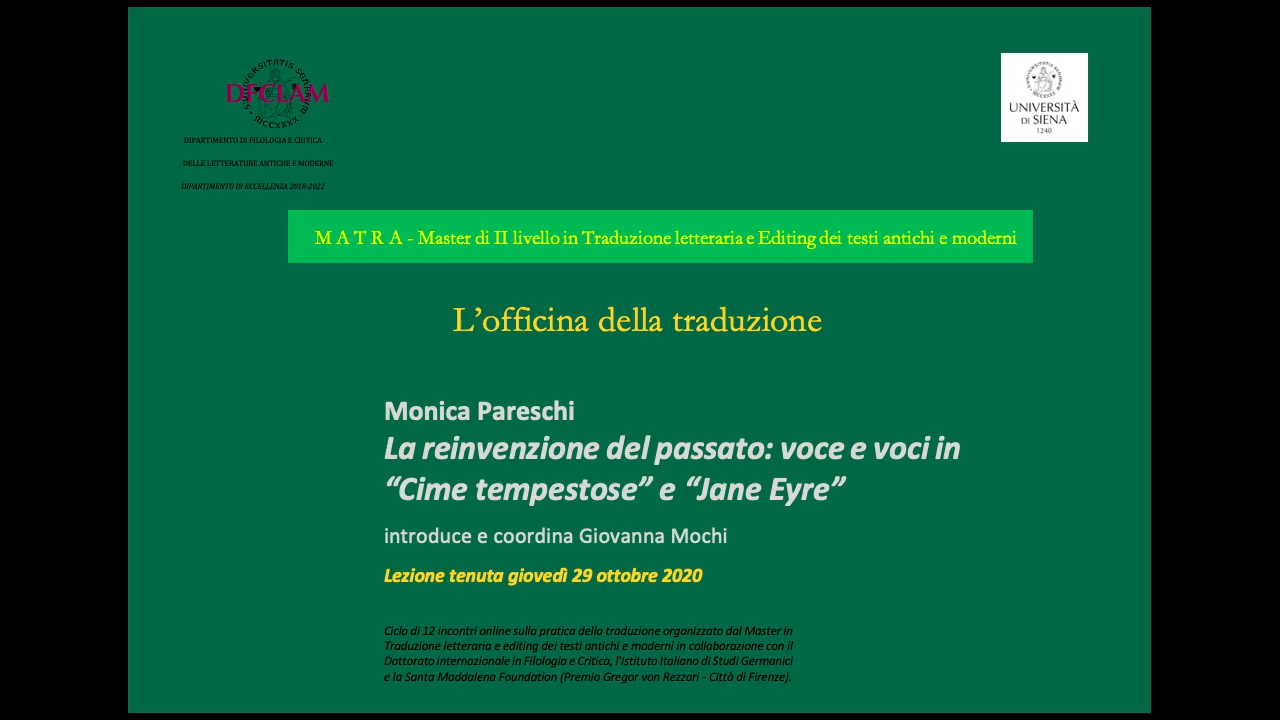 DFCLAM
DIPARTIMENTO DI FILOLOGIA E CRITICA
DELLE LETTERATURE ANTICHE E MODERNE
DIPARTIMENTO DI ECCELLENZA 2018-2022
UNIVERSITÀ
DI SIENA
1240
M A T R A - Master di II livello in Traduzione letteraria e Editing dei testi antichi e moderni
L’officina della traduzione
Monica Pareschi
La reinvenzione del passato: voce e voci in
“Cime tempestose” e “Jane Eyre”
introduce e coordina Giovanna Mochi
Lezione tenuta giovedì 29 ottobre 2020
Ciclo di 12 incontri online sulla pratica della traduzione organizzato dal Master in
Traduzione letteraria e editing dei testi antichi e moderni in collaborazione con il
Dottorato internazionale in Filologia e Critica, l'Istituto Italiano di Studi Germanici
e la Santa Maddalena Foundation (Premio Gregor von Rezzori - Città di Firenze).